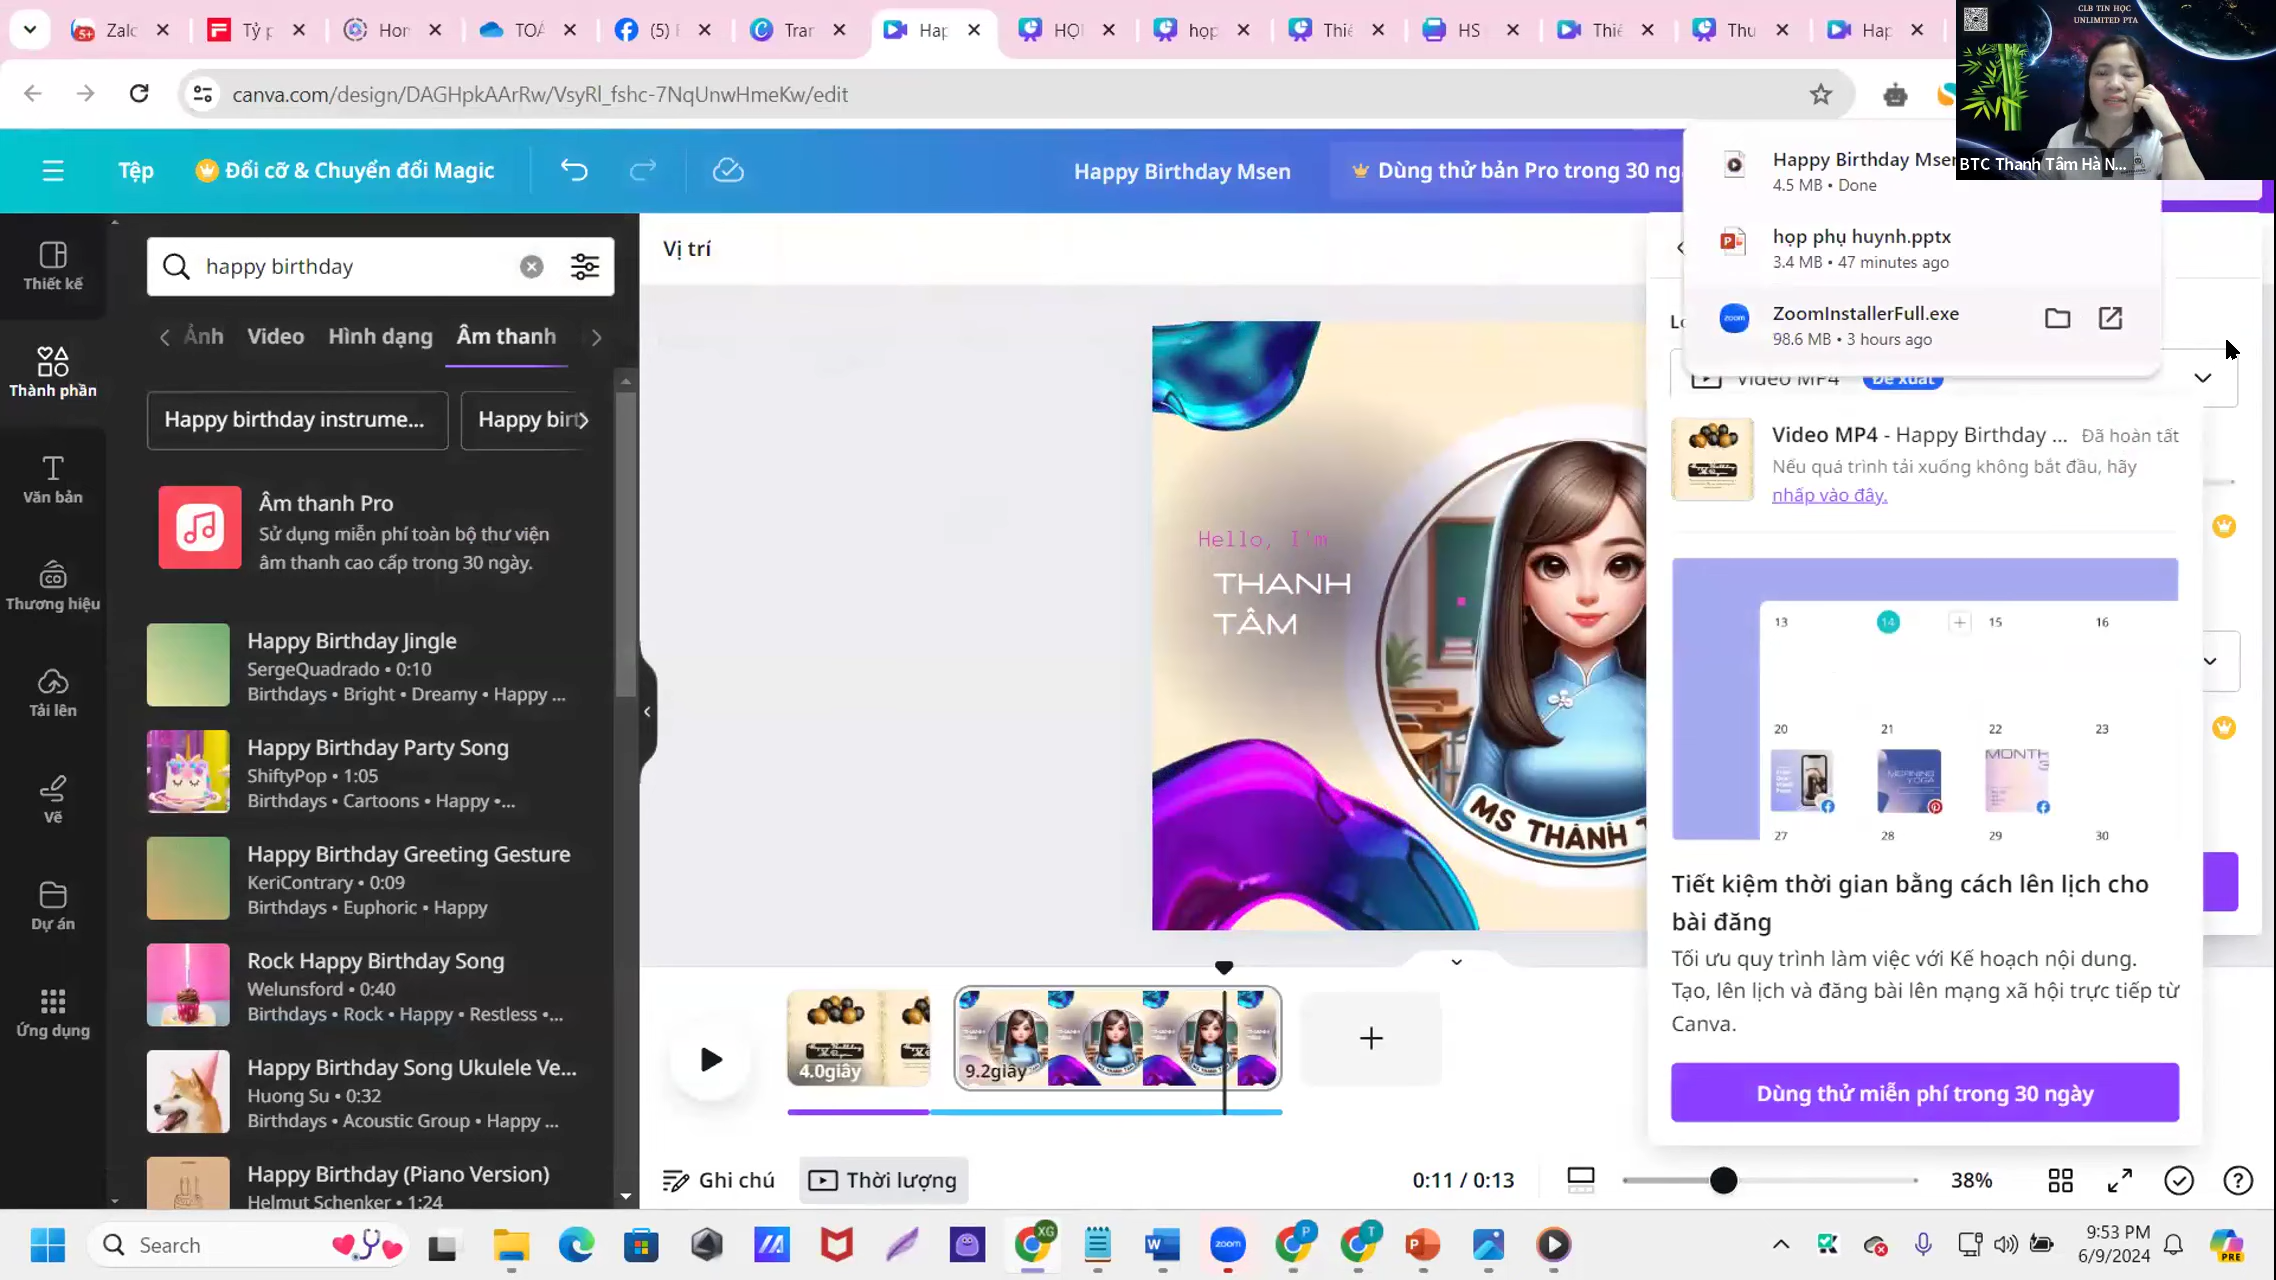 Zalo
Tỷ p
Hor
TOÁ
(5)
Trar
Hap
HỌ
họp
Thiế
HS
Thiế
Thu
Hap
CLB TIN HỌC
UNLIMITED PTA
canva.com/design/DAGHpkAArRw/VsyRl_fshc-7NqUnwHmeKw/edit
BTC Thanh Tâm Hà N...
Tệp
Đổi cỡ & Chuyển đổi Magic
Happy Birthday Msen
Dùng thử bản Pro trong 30 ng
Happy Birthday Msen
4.5 MB • Done
họp phụ huynh.pptx
3.4 MB • 47 minutes ago
ZoomInstallerFull.exe
98.6 MB • 3 hours ago
Thiết kế
Thành phần
Văn bản
Thương hiệu
Tải lên
Vẽ
Dự án
Ứng dụng
happy birthday
Ảnh
Video
Hình dạng
Âm thanh
Happy birthday instrume...
Happy birt
Âm thanh Pro
Sử dụng miễn phí toàn bộ thư viện
âm thanh cao cấp trong 30 ngày.
Happy Birthday Jingle
SergeQuadrado • 0:10
Birthdays • Bright • Dreamy • Happy ...
Happy Birthday Party Song
ShiftyPop • 1:05
Birthdays • Cartoons • Happy •...
Happy Birthday Greeting Gesture
KeriContrary • 0:09
Birthdays • Euphoric • Happy
Rock Happy Birthday Song
Welunsford • 0:40
Birthdays • Rock • Happy • Restless •...
Happy Birthday Song Ukulele Ve...
Huong Su • 0:32
Birthdays • Acoustic Group • Happy ...
Happy Birthday (Piano Version)
Helmut Schenker • 1:24
Vị trí
Hello, I'm
THANH
TÂM
MS THANH T
Video MP4
Đề xuất
Video MP4 - Happy Birthday ...
Đã hoàn tất
Nếu quá trình tải xuống không bắt đầu, hãy
nhấp vào đây.
13
14
15
16
20
21
22
23
MORNING
YOGA
MONTH
27
28
29
30
Tiết kiệm thời gian bằng cách lên lịch cho
bài đăng
Tối ưu quy trình làm việc với Kế hoạch nội dung.
Tạo, lên lịch và đăng bài lên mạng xã hội trực tiếp từ
Canva.
Dùng thử miễn phí trong 30 ngày
4.0giây
9.2giây
Ghi chú
Thời lượng
0:11 / 0:13
38%
Search
XG
zoom
P
T
9:53 PM
6/9/2024
PRE